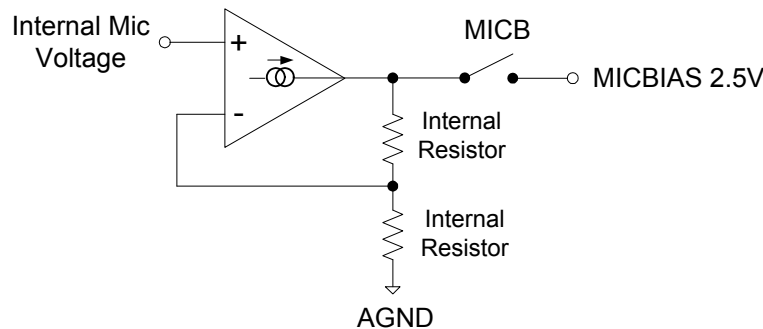 Internal Mic
Voltage
+
-
MICB
MICBIAS 2.5V
Internal
Resistor
Internal
Resistor
AGND